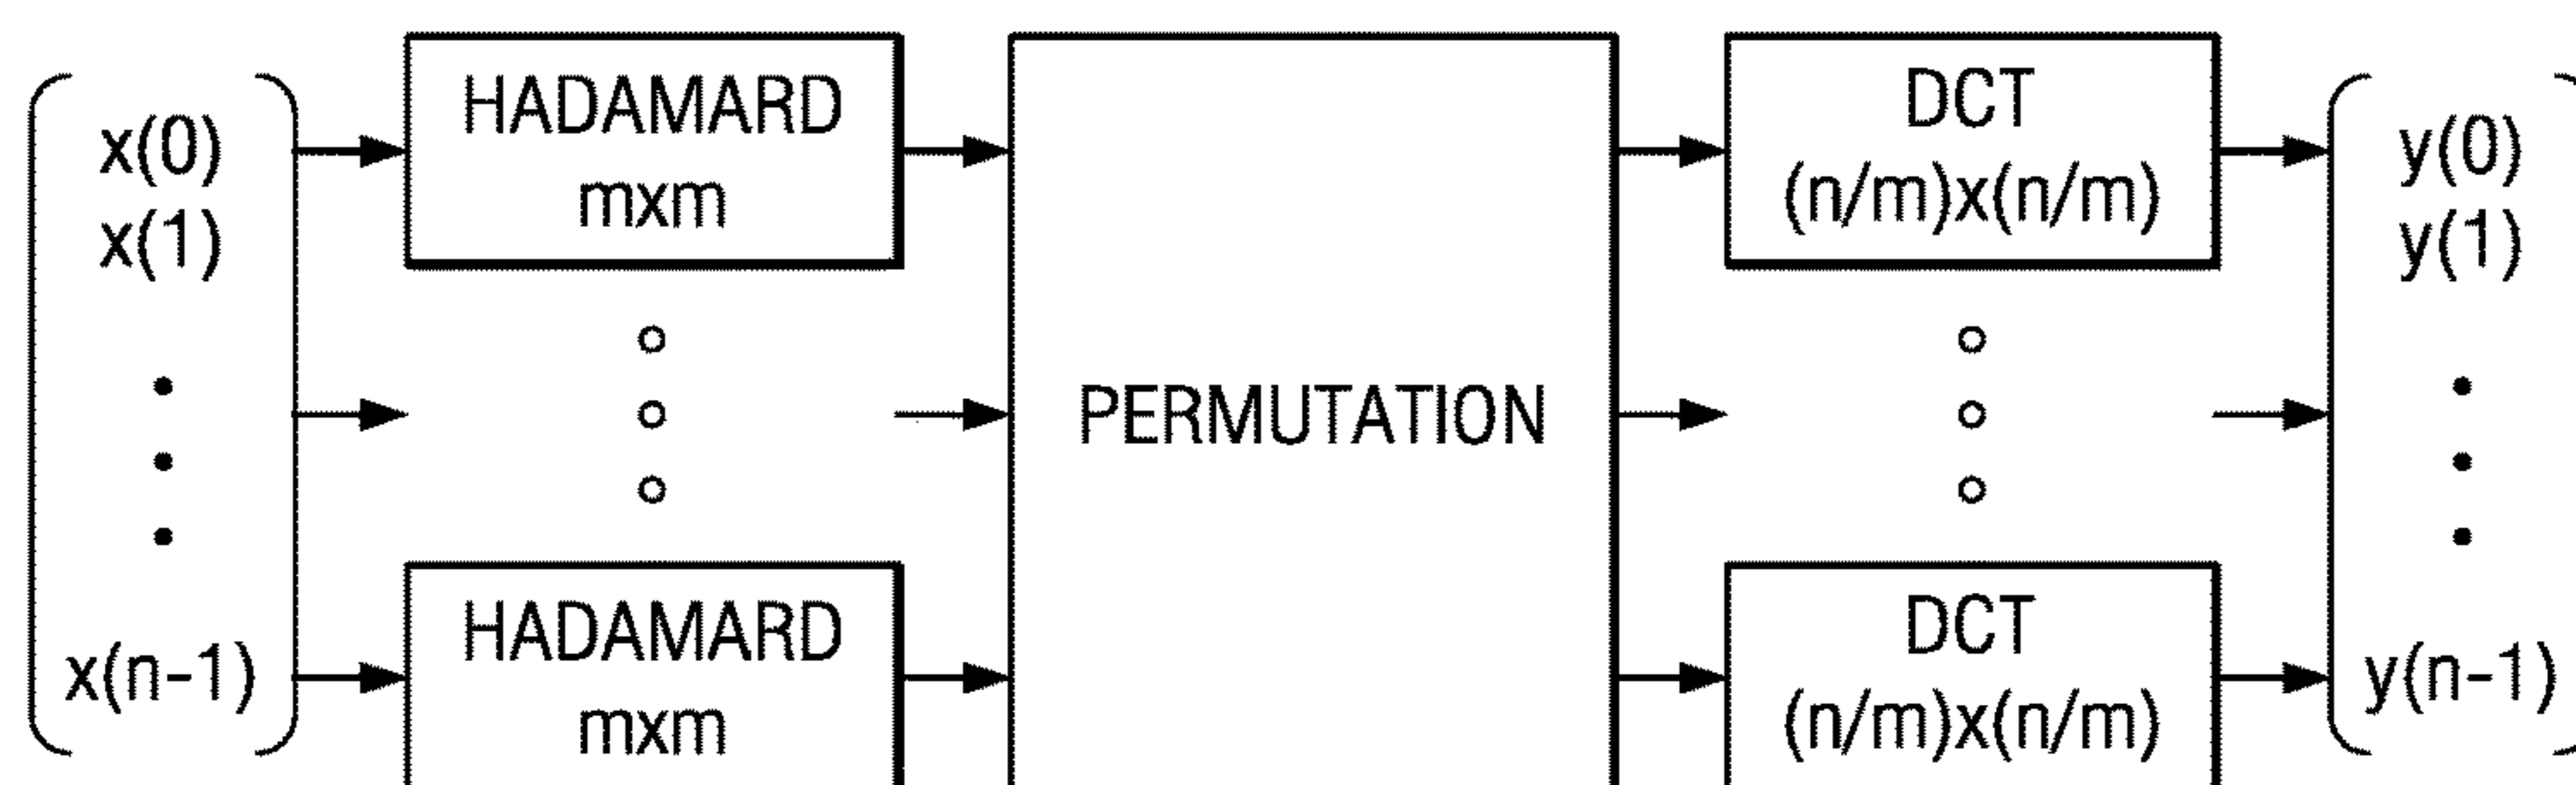 x(0)
x(1)
x(n-1)
HADAMARD
mxm
HADAMARD
mxm
PERMUTATION
DCT
(n/m)x(n/m)
DCT
(n/m)x(n/m)
y(0)
y(1)
y(n-1)